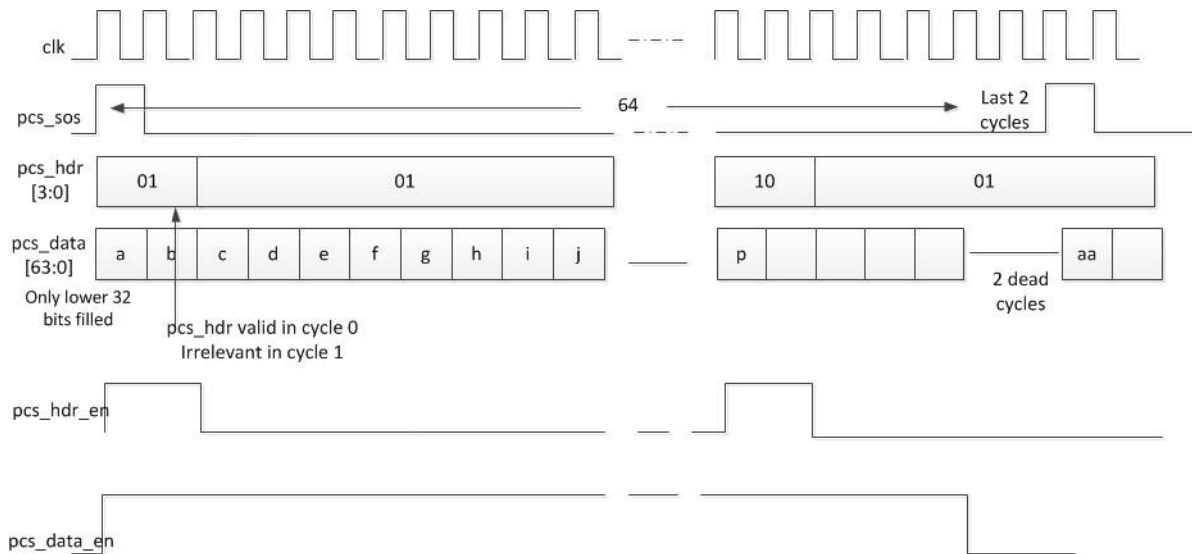 clk
pcs_sos
64
Last 2
cycles
pcs_hdr
[3:0]
01
01
10
01
pcs_data
[63:0]
a
b
c
d
e
f
g
h
i
j
p
aa
Only lower 32
bits filled
2 dead
cycles
pcs_hdr valid in cycle 0
Irrelevant in cycle 1
pcs_hdr_en
pcs_data_en